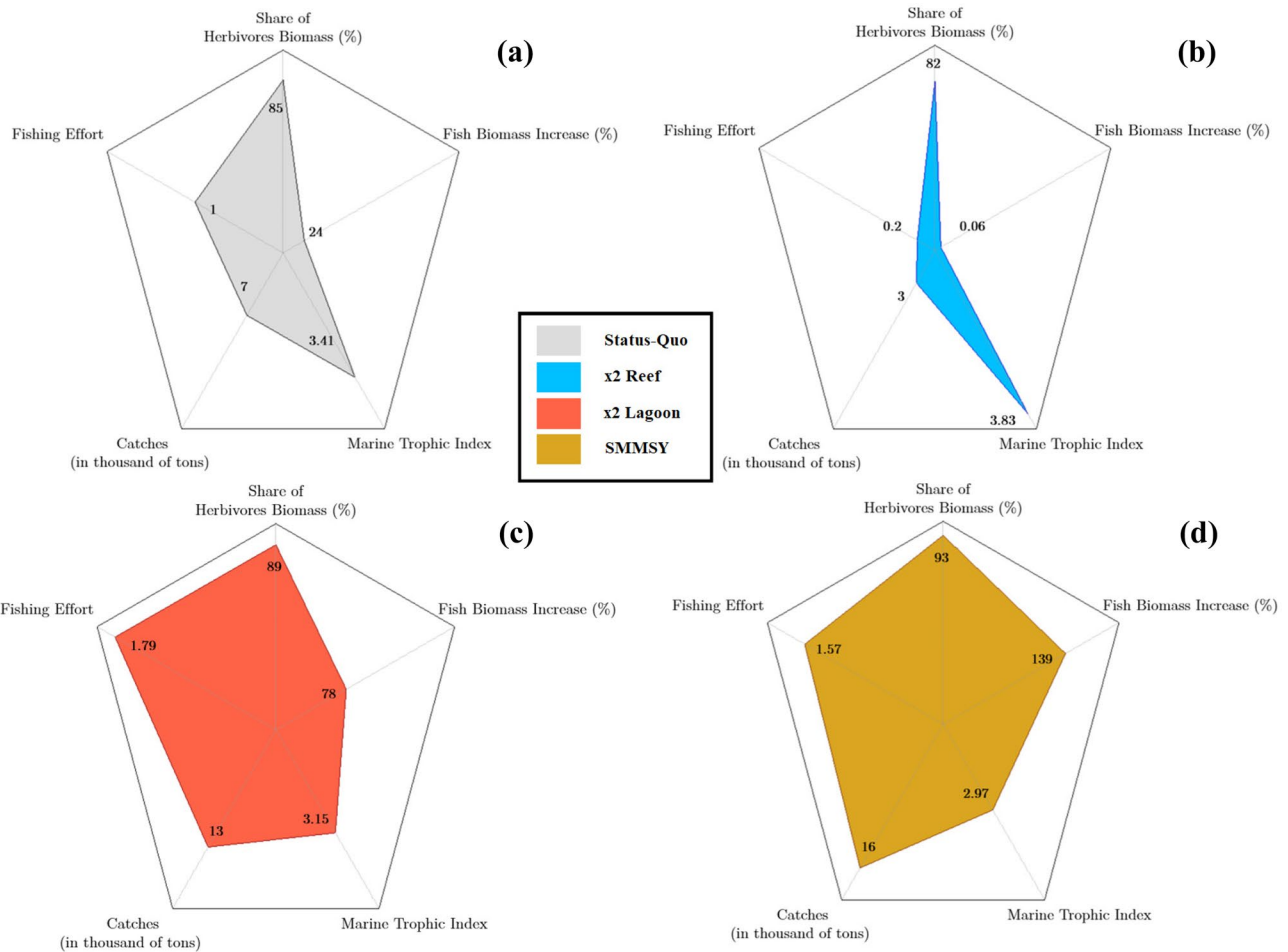 Share of
Herbivores Biomass (%)
(a)
85
Fishing Effort
Fish Biomass Increase (%)
1
24
7
3.41
Catches
(in thousand of tons)
Marine Trophic Index
Share of
Herbivores Biomass (%)
(b)
82
Fishing Effort
Fish Biomass Increase (%)
0.2
0.06
3
3.83
Catches
(in thousand of tons)
Marine Trophic Index
Status-Quo
x2 Reef
x2 Lagoon
SMMSY
Share of
Herbivores Biomass (%)
(c)
89
Fishing Effort
Fish Biomass Increase (%)
1.79
78
13
3.15
Catches
(in thousand of tons)
Marine Trophic Index
Share of
Herbivores Biomass (%)
(d)
93
Fishing Effort
Fish Biomass Increase (%)
1.57
139
2.97
16
Catches
(in thousand of tons)
Marine Trophic Index